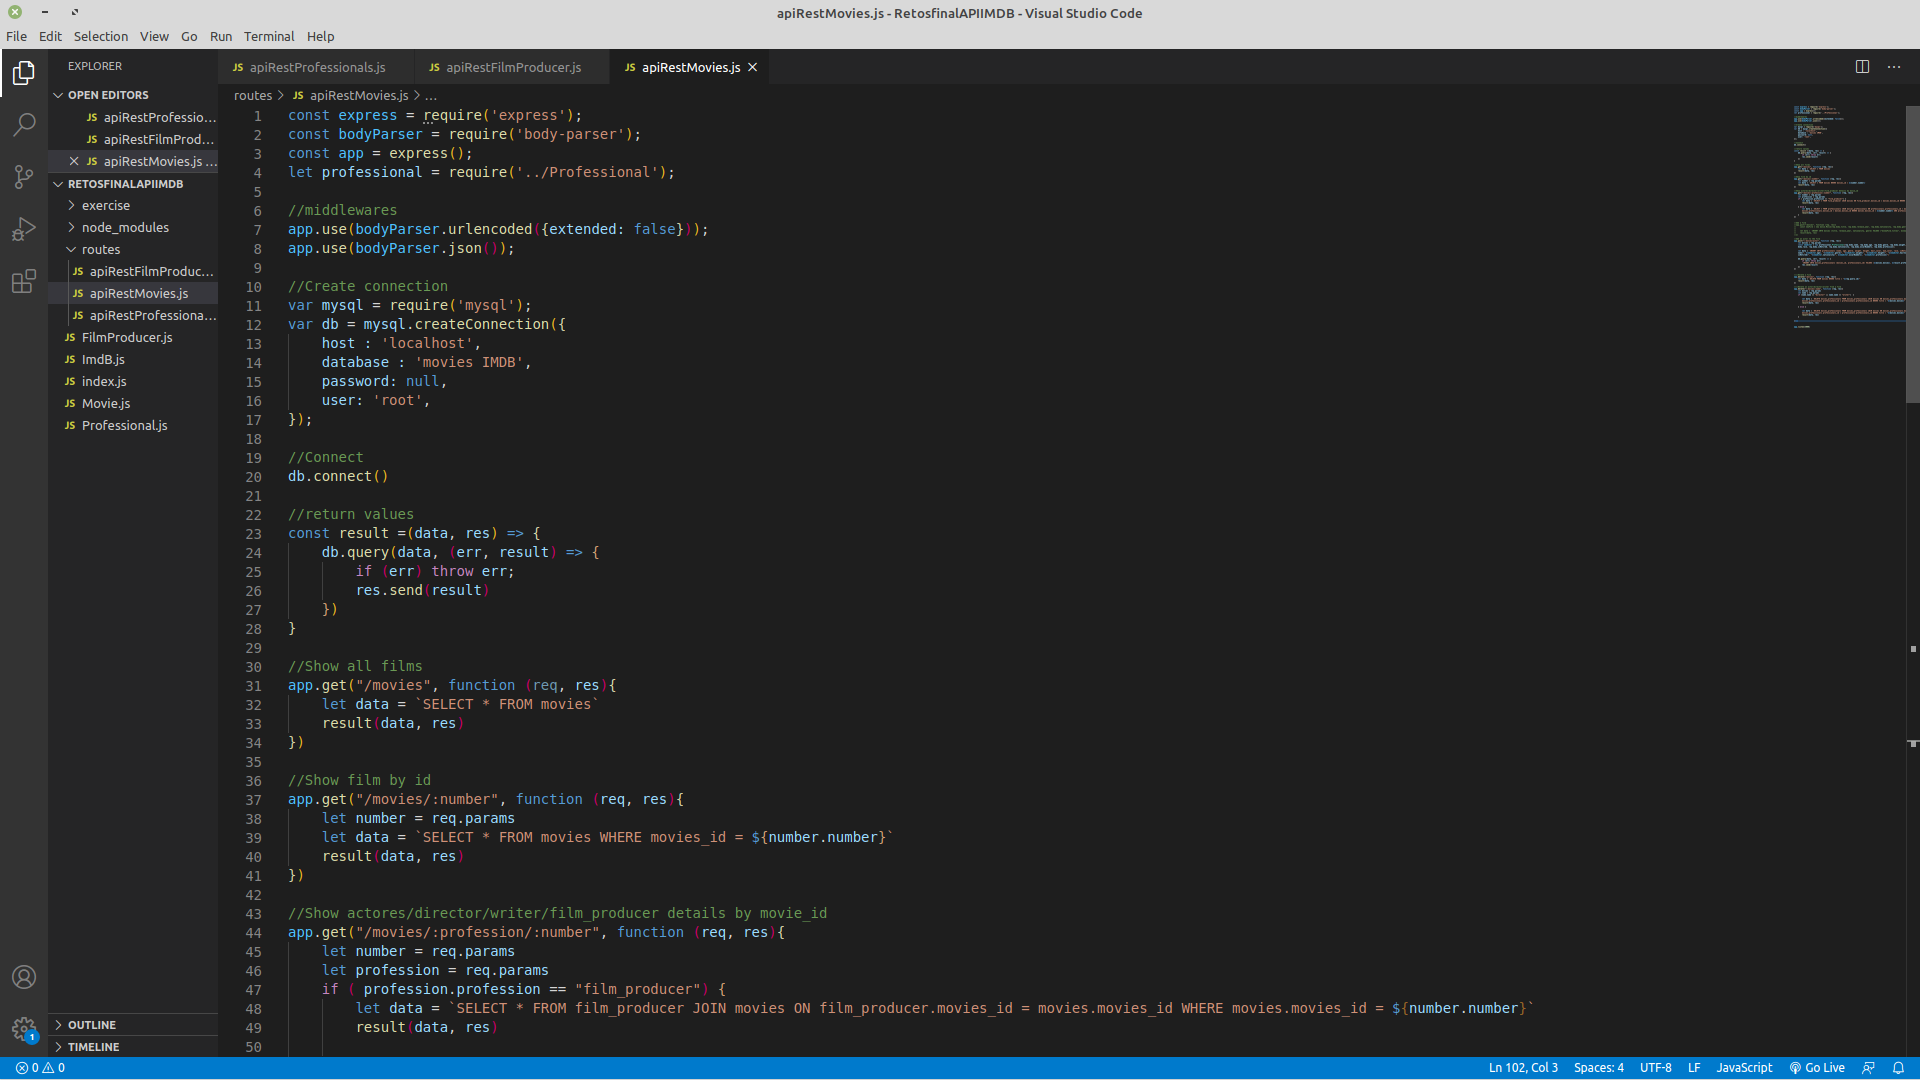 apiRestMovies.js - RetosfinalAPIIMDB - Visual Studio Code
File Edit Selection View Go Run Terminal Help
EXPLORER
OPEN EDITORS
JS apiRestProfessio...
JS apiRestFilmProd...
JS apiRestMovies.js ...
RETOSFINALAPIIMDB
exercise
node_modules
routes
JS apiRestFilmProduc...
JS apiRestMovies.js
JS apiRestProfessiona...
JS FilmProducer.js
JS ImdB.js
JS index.js
JS Movie.js
JS Professional.js
OUTLINE
TIMELINE
JS apiRestProfessionals.js JS apiRestFilmProducer.js JS apiRestMovies.js
routes > JS apiRestMovies.js > ...
1 const express = require('express');
2 const bodyParser = require('body-parser');
3 const app = express();
4 let professional = require('../Professional');
5
6 //middlewares
7 app.use(bodyParser.urlencoded({extended: false}));
8 app.use(bodyParser.json());
9
10 //Create connection
11 var mysql = require('mysql');
12 var db = mysql.createConnection({
13 host : 'localhost',
14 database : 'movies IMDB',
15 password: null,
16 user: 'root',
17 });
18
19 //Connect
20 db.connect()
21
22 //return values
23 const result =(data, res) => {
24 db.query(data, (err, result) => {
25 if (err) throw err;
26 res.send(result)
27 })
28 }
29
30 //Show all films
31 app.get("/movies", function (req, res){
32 let data = `SELECT * FROM movies`
33 result(data, res)
34 })
35
36 //Show film by id
37 app.get("/movies/:number", function (req, res){
38 let number = req.params
39 let data = `SELECT * FROM movies WHERE movies_id = ${number.number}`
40 result(data, res)
41 })
42
43 //Show actores/director/writer/film_producer details by movie_id
44 app.get("/movies/:profession/:number", function (req, res){
45 let number = req.params
46 let profession = req.params
47 if ( profession.profession == "film_producer") {
48 let data = `SELECT * FROM film_producer JOIN movies ON film_producer.movies_id = movies.movies_id WHERE movies.movies_id = ${number.number}`
49 result(data, res)
50
1
0 0 Ln 102, Col 3 Spaces: 4 UTF-8 LF JavaScript Go Live